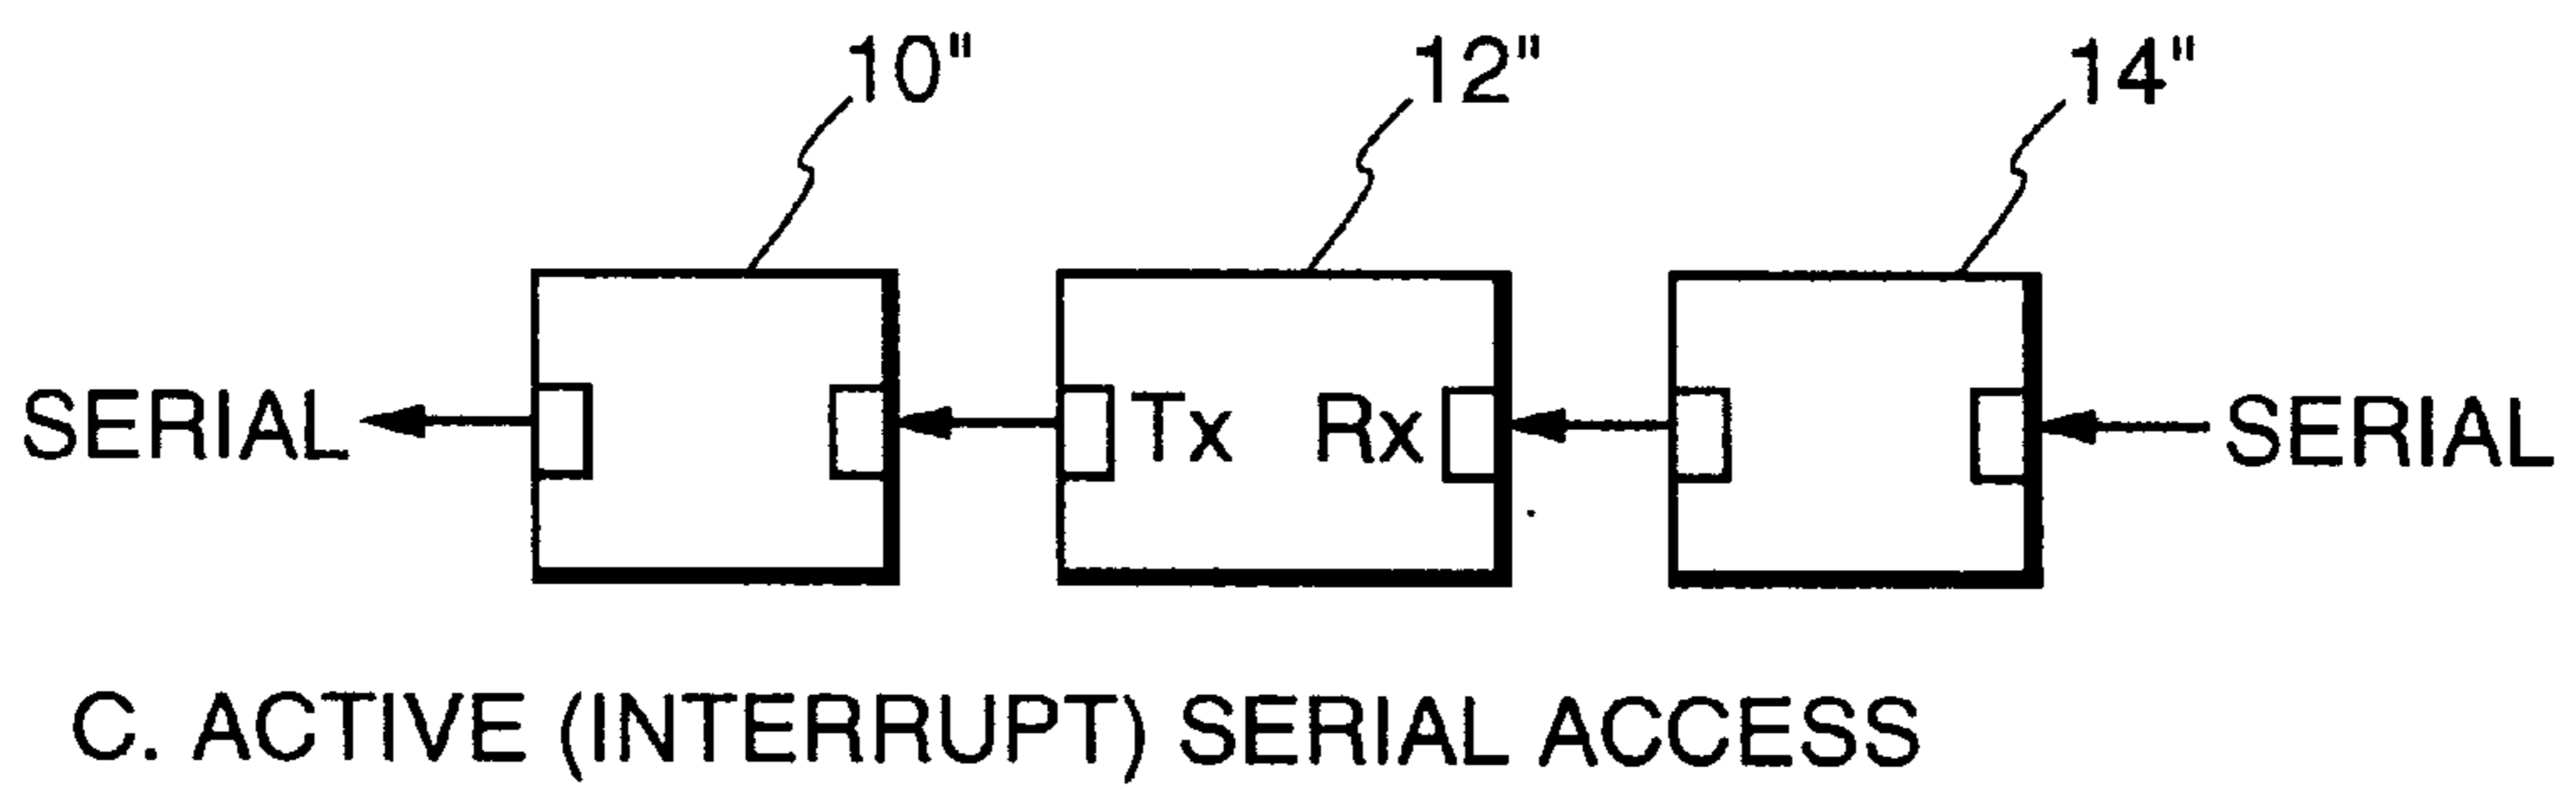 10" 12" 14"
SERIAL Tx Rx SERIAL
C. ACTIVE (INTERRUPT) SERIAL ACCESS